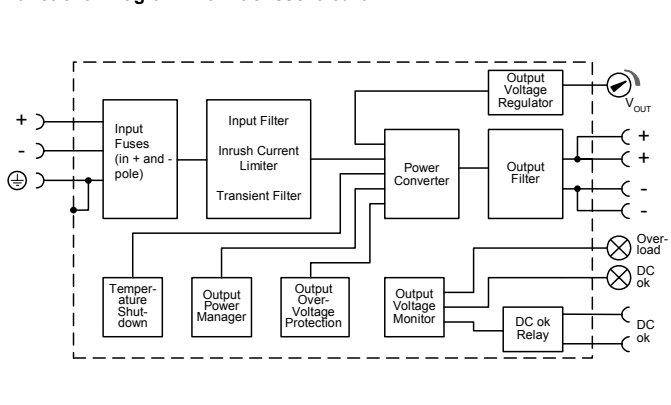 Output
Voltage
Regulator
VOUT
+
-
Input
Fuses
(in + and -
pole)
Input Filter
Inrush Current
Limiter
Transient Filter
Power
Converter
Output
Filter
+
+
-
-
Temper-
ature
Shut-
down
Output
Power
Manager
Output
Over-
Voltage
Protection
Output
Voltage
Monitor
DC ok
Relay
Over-
load
DC
ok
DC
ok